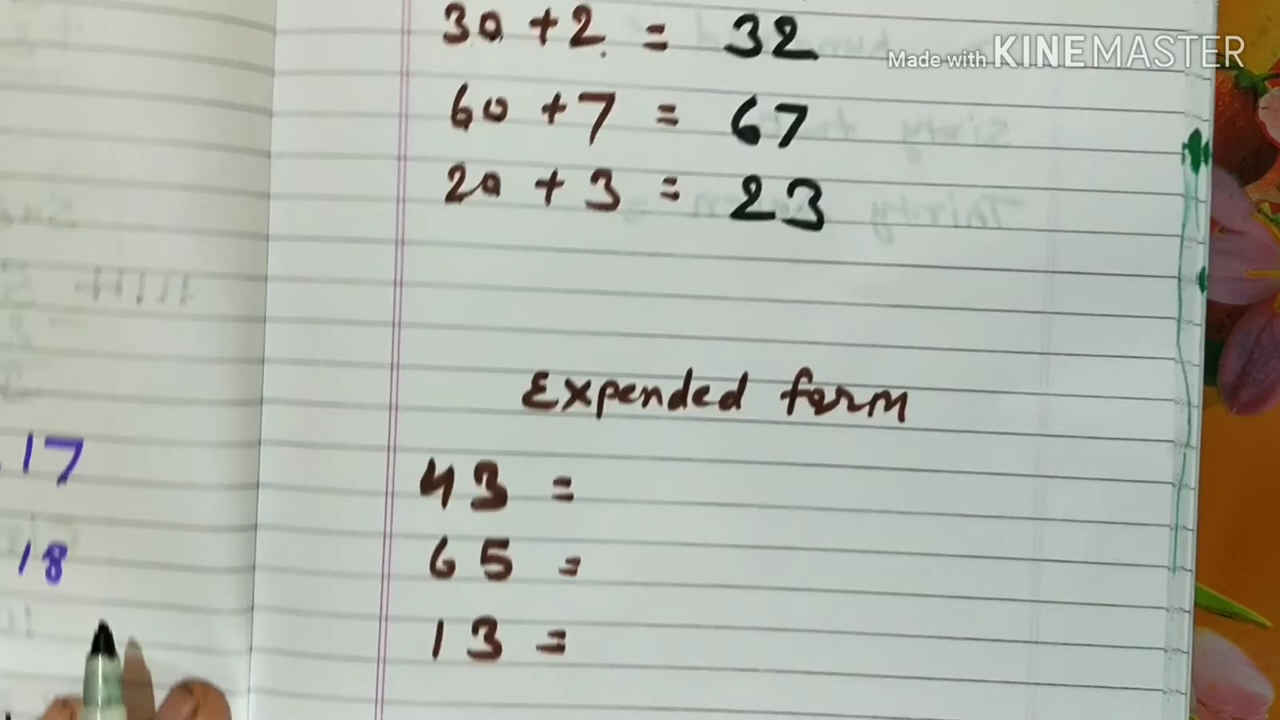 30 + 2 = 32
Made with KINEMASTER
60 + 7 = 67
20 + 3 = 23
Expended form
17
43 =
18
65 =
13 =